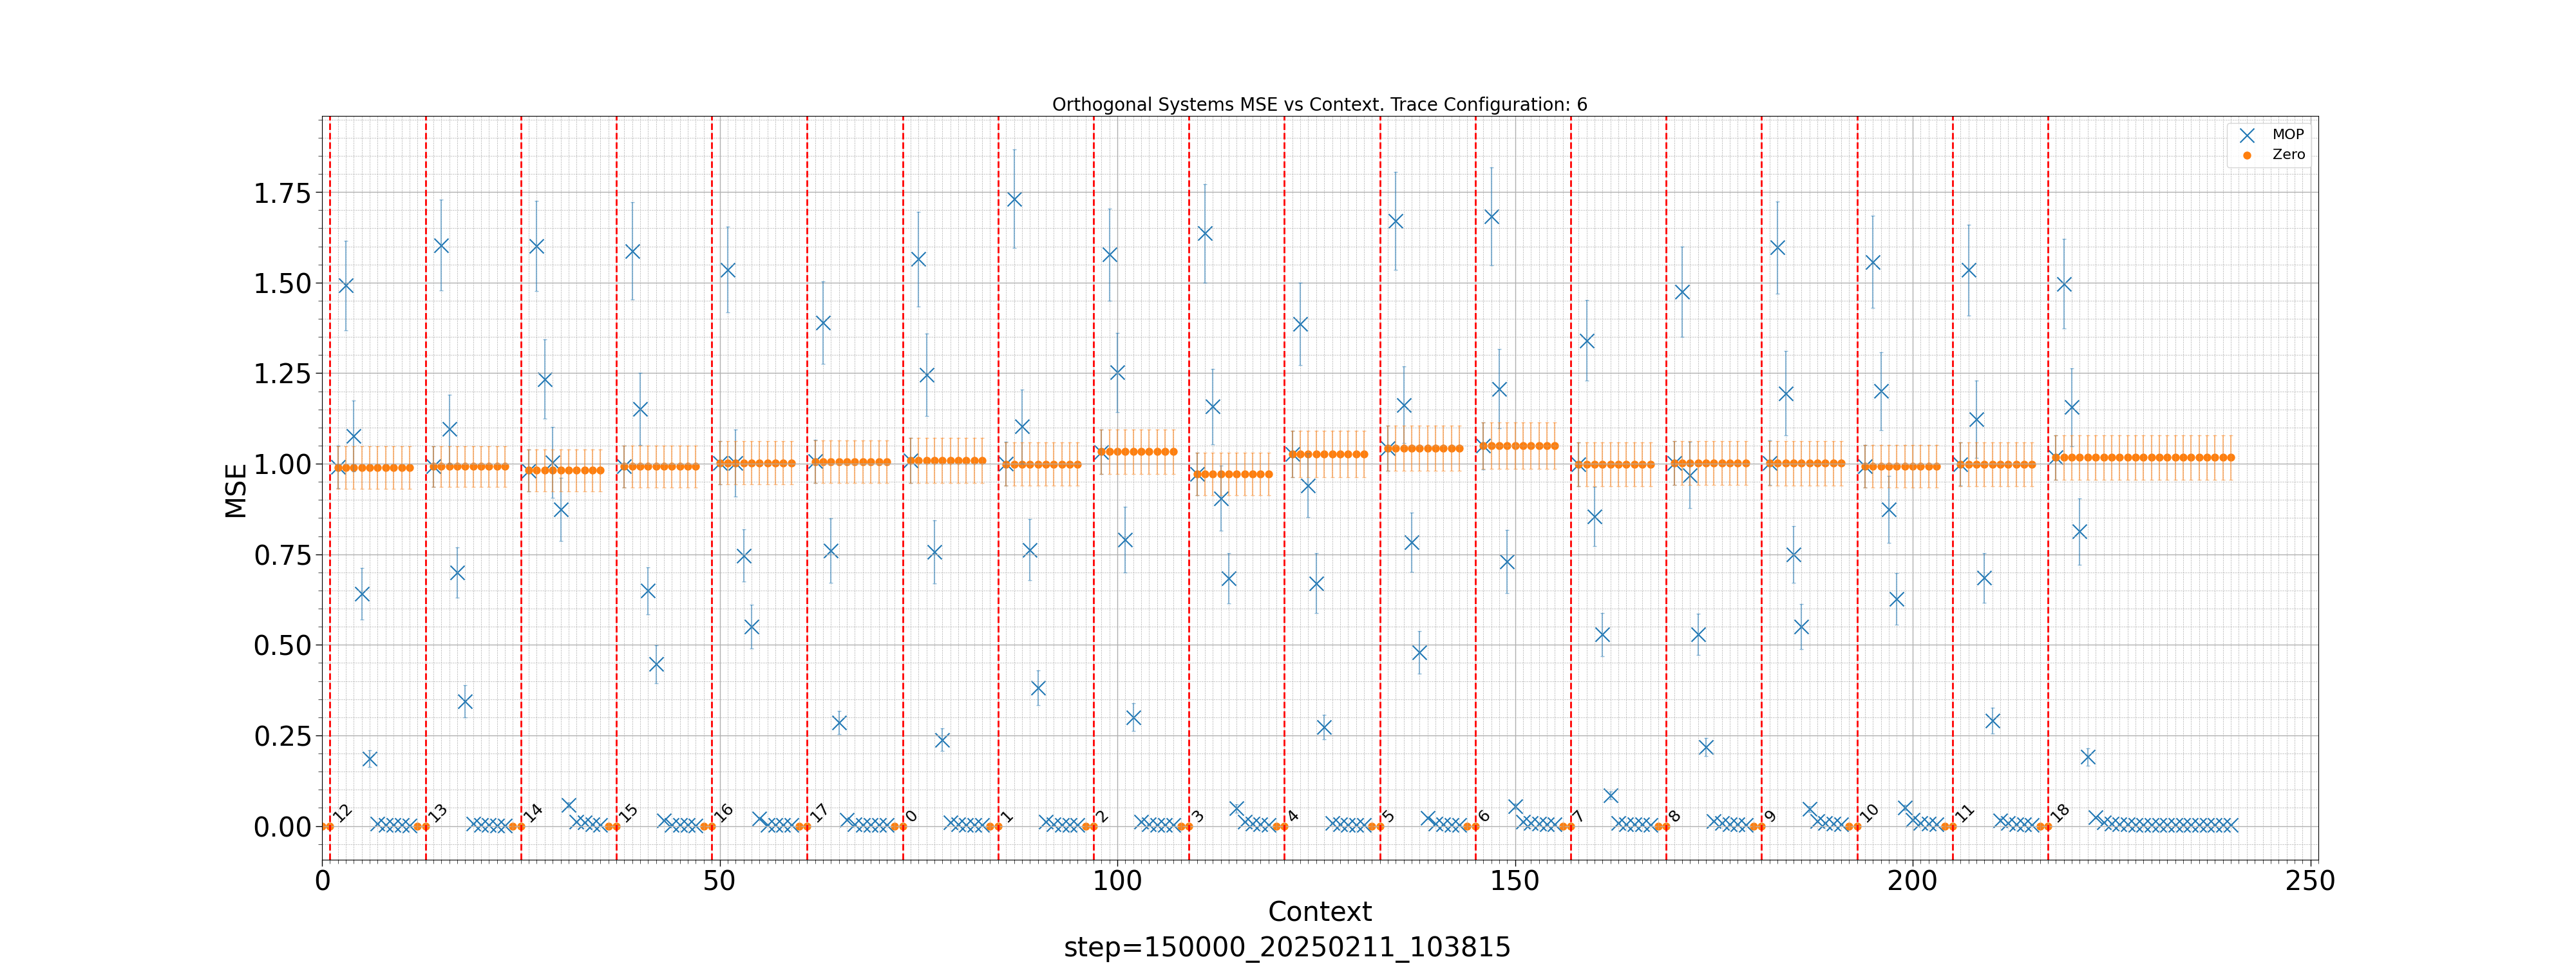 Orthogonal Systems MSE vs Context. Trace Configuration: 6
MOP
Zero
MSE
1.75
1.50
1.25
1.00
0.75
0.50
0.25
0.00
12 13 14 15 16 17 0 1 2 3 4 5 6 7 8 9 10 11 18
0 50 100 150 200 250
Context
step=150000_20250211_103815